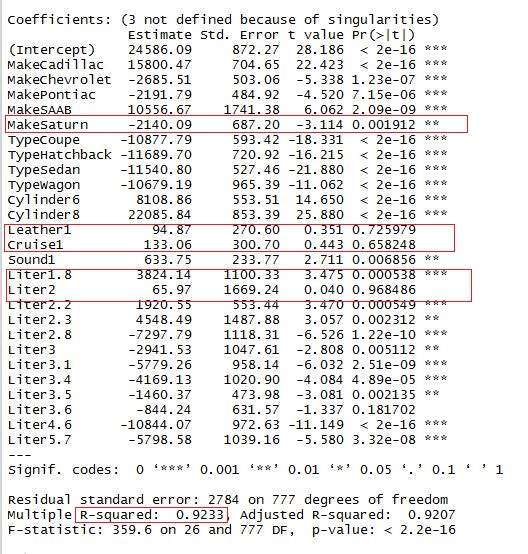 Coefficients: (3 not defined because of singularities)
Estimate Std. Error t value Pr(>|t|)
(Intercept) 24586.09 872.27 28.186 < 2e-16 ***
MakeCadillac 15800.47 704.65 22.423 < 2e-16 ***
MakeChevrolet -2685.51 503.06 -5.338 1.23e-07 ***
MakePontiac -2191.79 484.92 -4.520 7.15e-06 ***
MakeSAAB 10556.67 1741.38 6.062 2.09e-09 ***
MakeSaturn -2140.09 687.20 -3.114 0.001912 **
TypeCoupe -10877.79 593.42 -18.331 < 2e-16 ***
TypeHatchback -11689.70 720.92 -16.215 < 2e-16 ***
TypeSedan -11540.80 527.46 -21.880 < 2e-16 ***
TypeWagon -10679.19 965.39 -11.062 < 2e-16 ***
Cylinder6 8108.86 553.51 14.650 < 2e-16 ***
Cylinder8 22085.84 853.39 25.880 < 2e-16 ***
Leather1 94.87 270.60 0.351 0.725979
Cruise1 133.06 300.70 0.443 0.658248
Sound1 633.75 233.77 2.711 0.006856 **
Liter1.8 3824.14 1100.33 3.475 0.000538 ***
Liter2 65.97 1669.24 0.040 0.968486
Liter2.2 1920.55 553.44 3.470 0.000549 ***
Liter2.3 4548.49 1487.88 3.057 0.002312 **
Liter2.8 -7297.79 1118.31 -6.526 1.22e-10 ***
Liter3 -2941.53 1047.61 -2.808 0.005112 **
Liter3.1 -5779.26 958.14 -6.032 2.51e-09 ***
Liter3.4 -4169.13 1020.90 -4.084 4.89e-05 ***
Liter3.5 -1460.37 473.98 -3.081 0.002135 **
Liter3.6 -844.24 631.57 -1.337 0.181702
Liter4.6 -10844.07 972.63 -11.149 < 2e-16 ***
Liter5.7 -5798.58 1039.16 -5.580 3.32e-08 ***
---
Signif. codes: 0 ‘***’ 0.001 ‘**’ 0.01 ‘*’ 0.05 ‘.’ 0.1 ‘ ’ 1
Residual standard error: 2784 on 777 degrees of freedom
Multiple R-squared: 0.9233, Adjusted R-squared: 0.9207
F-statistic: 359.6 on 26 and 777 DF, p-value: < 2.2e-16